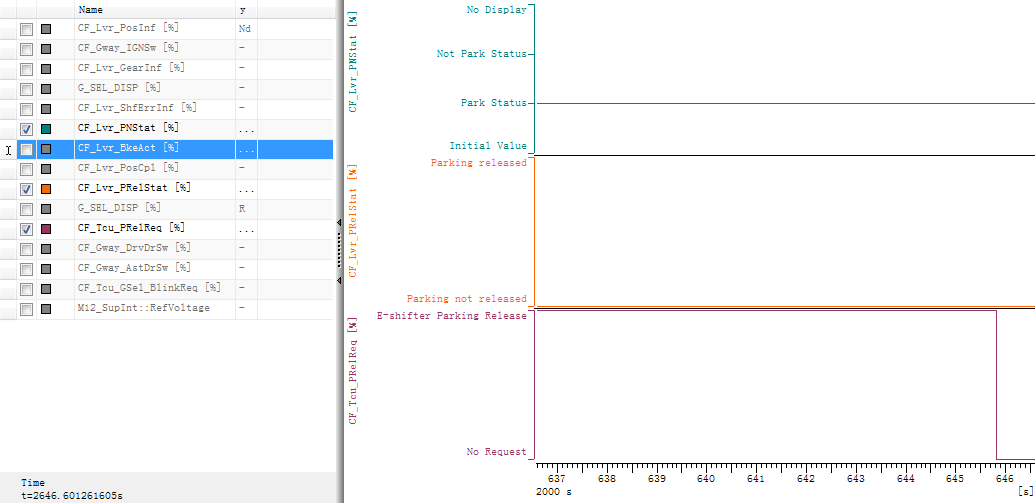 Name y
CF_Lvr_PosInf [%] Nd
CF_Gway_IGNSw [%] -
CF_Lvr_GearInf [%] -
G_SEL_DISP [%] -
CF_Lvr_ShfErrInf [%] -
CF_Lvr_PNStat [%] ...
CF_Lvr_BkeAct [%] ...
CF_Lvr_PosCpl [%] -
CF_Lvr_PRelStat [%] ...
G_SEL_DISP [%] R
CF_Tcu_PRelReq [%] ...
CF_Gway_DrvDrSw [%] -
CF_Gway_AstDrSw [%] -
CF_Tcu_GSel_BlinkReq [%] -
M12_SupInt::RefVoltage -
Time
t=2646.601261605s
CF_Lvr_PNStat [%]
No Display
Not Park Status
Park Status
Initial Value
CF_Lvr_PRelStat [%]
Parking released
Parking not released
CF_Tcu_PRelReq [%]
E-shifter Parking Release
No Request
637 638 639 640 641 642 643 644 645 646
2000 s [s]